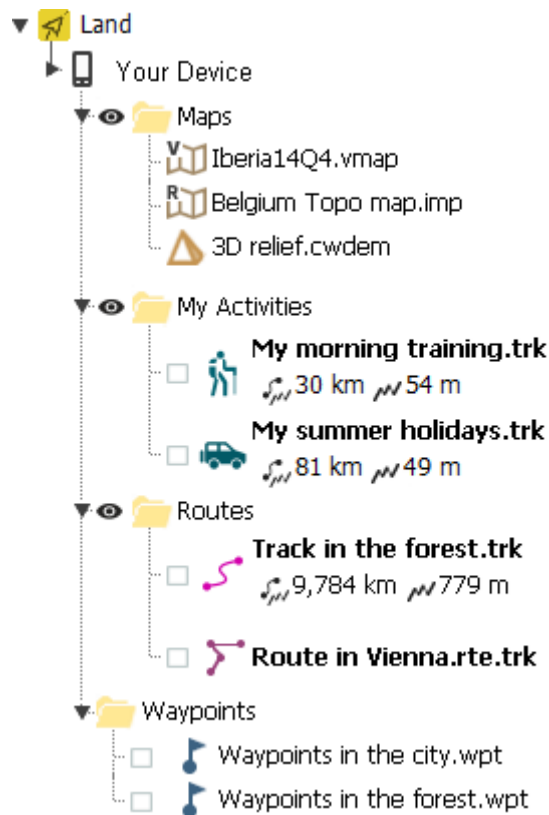 Land
Your Device
Maps
V Iberia14Q4.vmap
R Belgium Topo map.imp
3D relief.cwdem
My Activities
My morning training.trk
30 km 54 m
My summer holidays.trk
81 km 49 m
Routes
Track in the forest.trk
9,784 km 779 m
Route in Vienna.rte.trk
Waypoints
Waypoints in the city.wpt
Waypoints in the forest.wpt